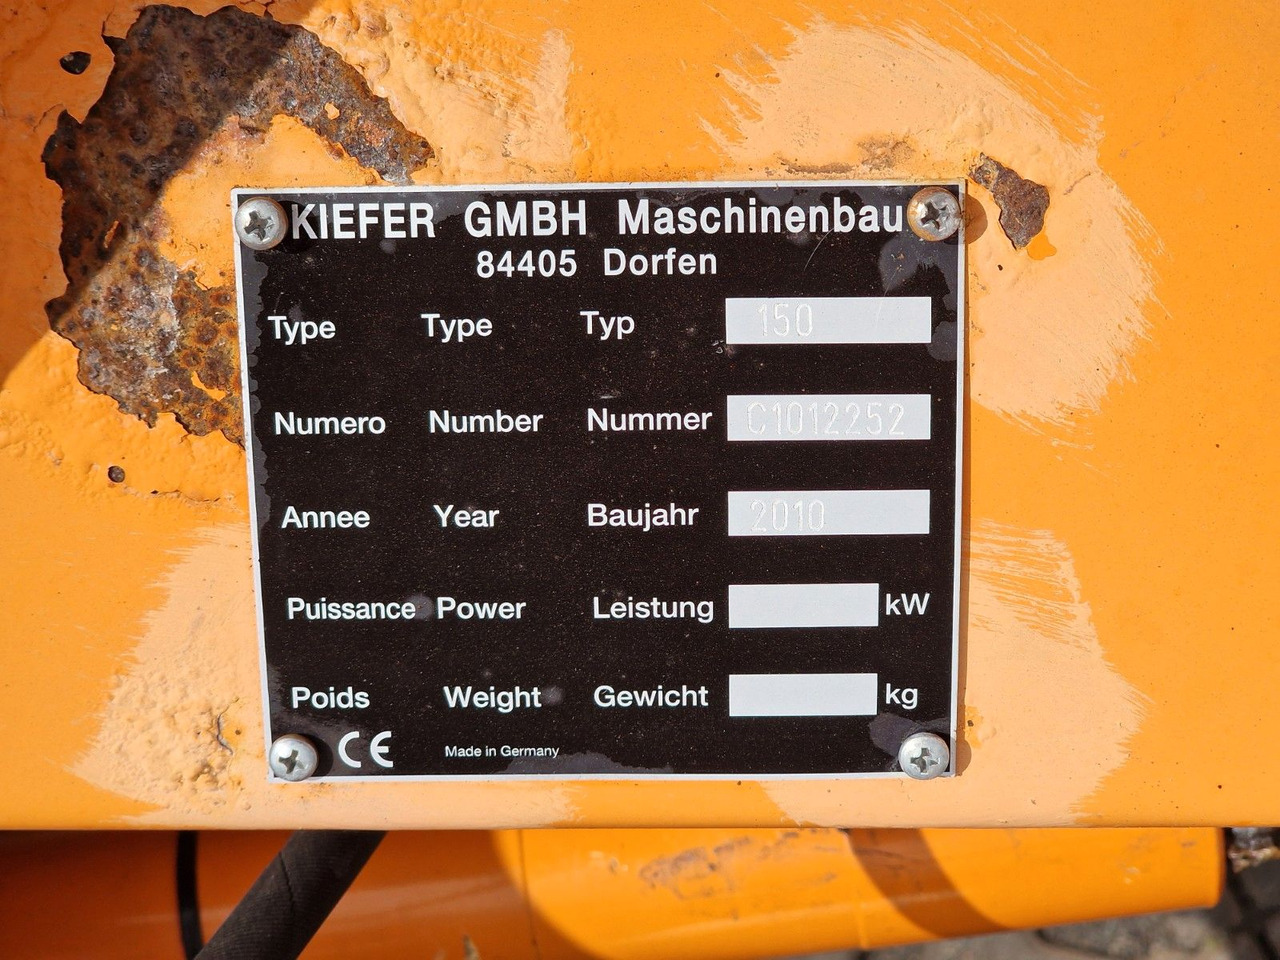 KIEFER GMBH Maschinenbau
84405 Dorfen
Type Type Typ 150
Numero Number Nummer C1012252
Annee Year Baujahr 2010
Puissance Power Leistung kW
Poids Weight Gewicht kg
CE Made in Germany